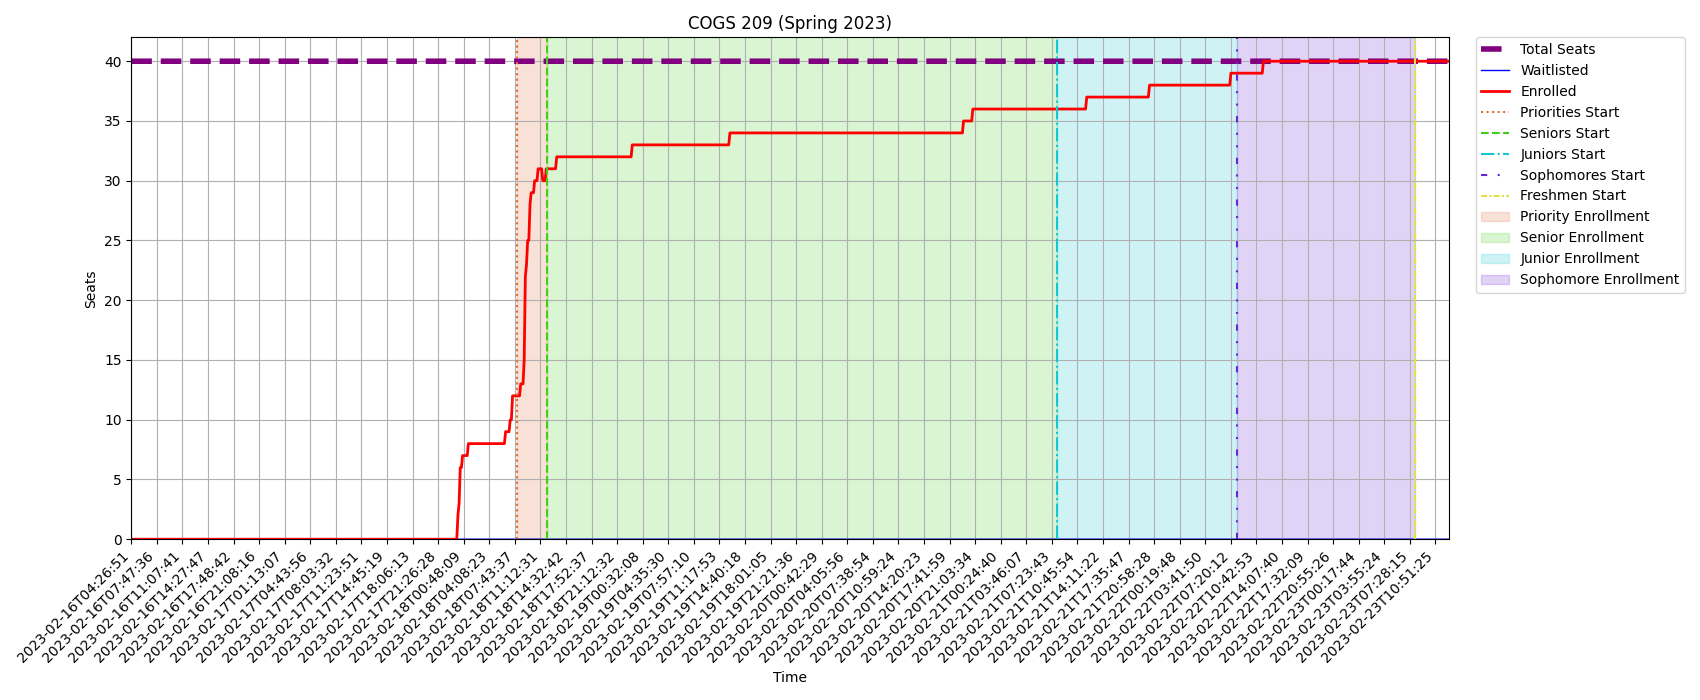 COGS 209 (Spring 2023)
Seats
40
35
30
25
20
15
10
5
0
2023-02-16T04:26:51
2023-02-16T07:47:36
2023-02-16T11:07:41
2023-02-16T14:27:47
2023-02-16T17:48:42
2023-02-16T21:08:16
2023-02-17T01:13:07
2023-02-17T04:43:56
2023-02-17T08:03:32
2023-02-17T11:23:51
2023-02-17T14:45:19
2023-02-17T18:06:13
2023-02-17T21:26:28
2023-02-18T00:48:09
2023-02-18T04:08:23
2023-02-18T07:43:37
2023-02-18T11:12:31
2023-02-18T14:32:42
2023-02-18T17:52:37
2023-02-18T21:12:32
2023-02-19T00:32:08
2023-02-19T04:35:30
2023-02-19T07:57:10
2023-02-19T11:17:53
2023-02-19T14:40:18
2023-02-19T18:01:05
2023-02-19T21:21:36
2023-02-20T00:42:29
2023-02-20T04:05:56
2023-02-20T07:38:54
2023-02-20T10:59:24
2023-02-20T14:20:23
2023-02-20T17:41:59
2023-02-20T21:03:34
2023-02-21T00:24:40
2023-02-21T03:46:07
2023-02-21T07:23:43
2023-02-21T10:45:54
2023-02-21T14:11:22
2023-02-21T17:35:47
2023-02-21T20:58:28
2023-02-22T00:19:48
2023-02-22T03:41:50
2023-02-22T07:20:12
2023-02-22T10:42:53
2023-02-22T14:07:40
2023-02-22T17:32:09
2023-02-22T20:55:26
2023-02-23T00:17:44
2023-02-23T03:55:24
2023-02-23T07:28:15
2023-02-23T10:51:25
Time
Total Seats
Waitlisted
Enrolled
Priorities Start
Seniors Start
Juniors Start
Sophomores Start
Freshmen Start
Priority Enrollment
Senior Enrollment
Junior Enrollment
Sophomore Enrollment